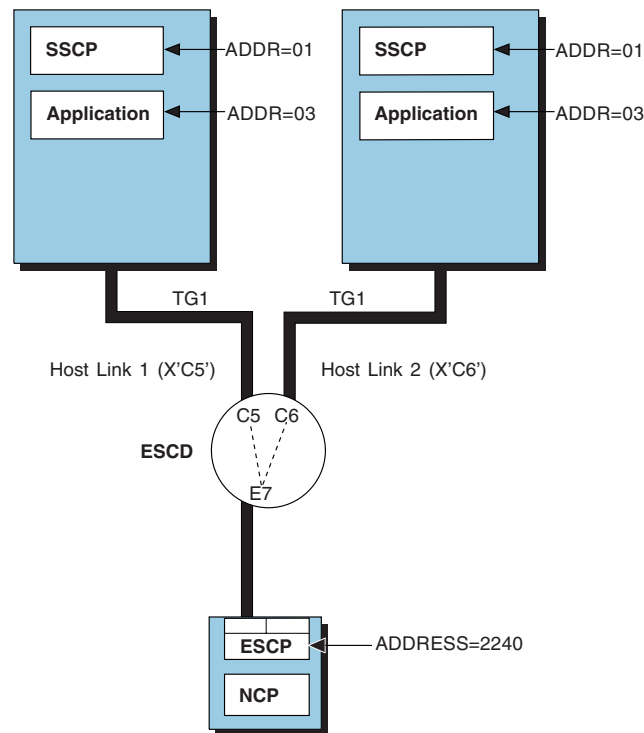 SSCP
ADDR=01
SSCP
ADDR=01
Application
ADDR=03
Application
ADDR=03
TG1
TG1
Host Link 1 (X'C5')
Host Link 2 (X'C6')
C5
C6
ESCD
E7
ESCP
ADDRESS=2240
NCP